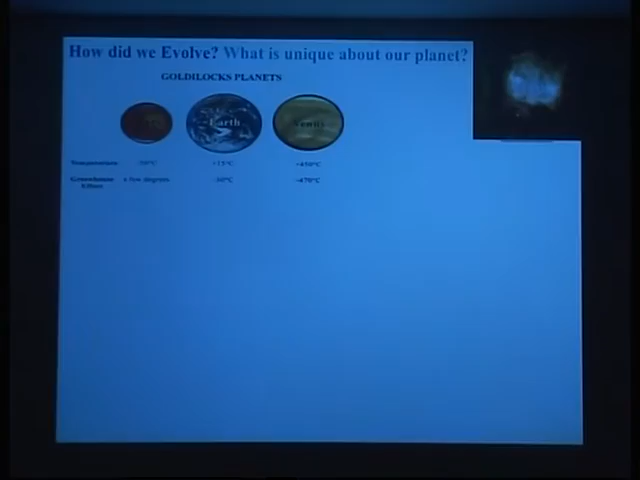 How did we Evolve? What is unique about our planet?
GOLDILOCKS PLANETS
Earth Venus
Temperature +15°C +450°C
Greenhouse a few degrees
Effect